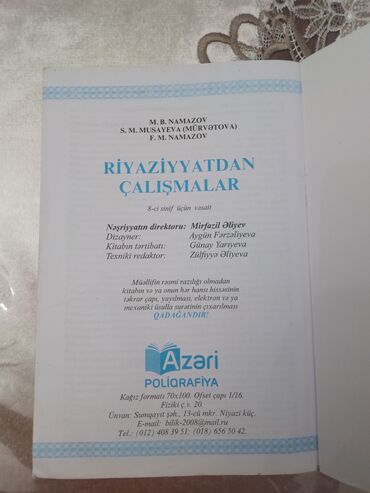 M. B. NAMAZOV
S. M. MUSAYEVA (MÜRVƏTOVA)
F. M. NAMAZOV
RİYAZİYYATDAN
ÇALIŞMALAR
8-ci sinif üçün vəsait
Nəşriyyatın direktoru: Mirfazil Əliyev
Dizayner: Aygün Fərzəliyeva
Kitabın tərtibatı: Günay Yarıyeva
Texniki redaktor: Zülfiyyə Əliyeva
Müəllifin rəsmi razılığı olmadan
kitabın və ya onun hər hansı hissəsinin
təkrar çapı, yayılması, elektron və ya
mexaniki üsulla surətinin çıxarılması
QADAĞANDIR!
Azəri
POLİQRAFİYA
Kağız formatı 70x100. Ofset çapı 1/16.
Fiziki ç.v. 20.
Ünvan: Sumqayıt şəh., 13-cü mkr. Niyazi küç.
E-mail: bilik-2008@mail.ru
Tel.: (012) 408 39 51; (018) 656 50 42.